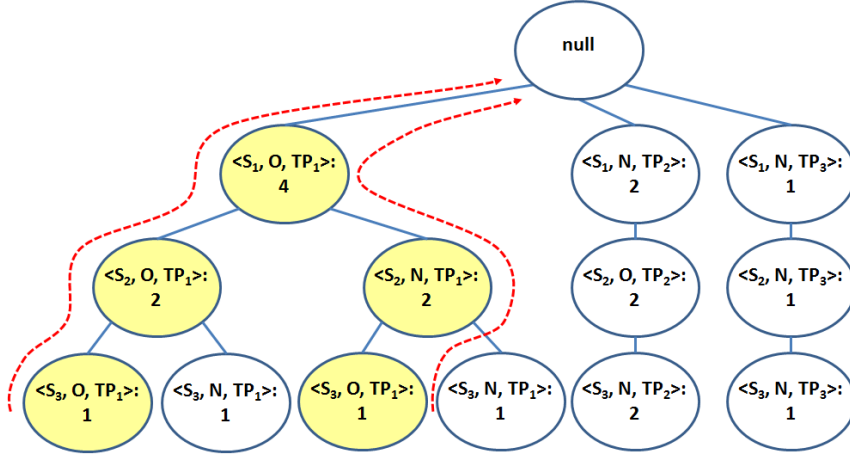 null
<S₁, O, TP₁>:
4
<S₁, N, TP₂>:
2
<S₁, N, TP₃>:
1
<S₂, O, TP₁>:
2
<S₂, N, TP₁>:
2
<S₂, O, TP₂>:
2
<S₂, N, TP₃>:
1
<S₃, O, TP₁>:
1
<S₃, N, TP₁>:
1
<S₃, O, TP₁>:
1
<S₃, N, TP₁>:
1
<S₃, N, TP₂>:
2
<S₃, N, TP₃>:
1